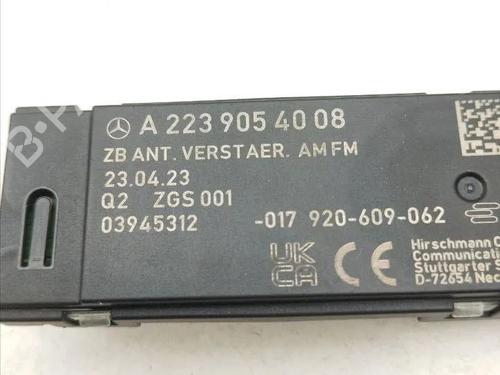 A 223 905 40 08
ZB ANT. VERSTAER. AM FM
23.04.23
Q2 ZGS 001
03945312 -017 920-609-062
UK
CA
CE
Hirschmann C
Communicatio
Stuttgarter S
D-72654 Nec